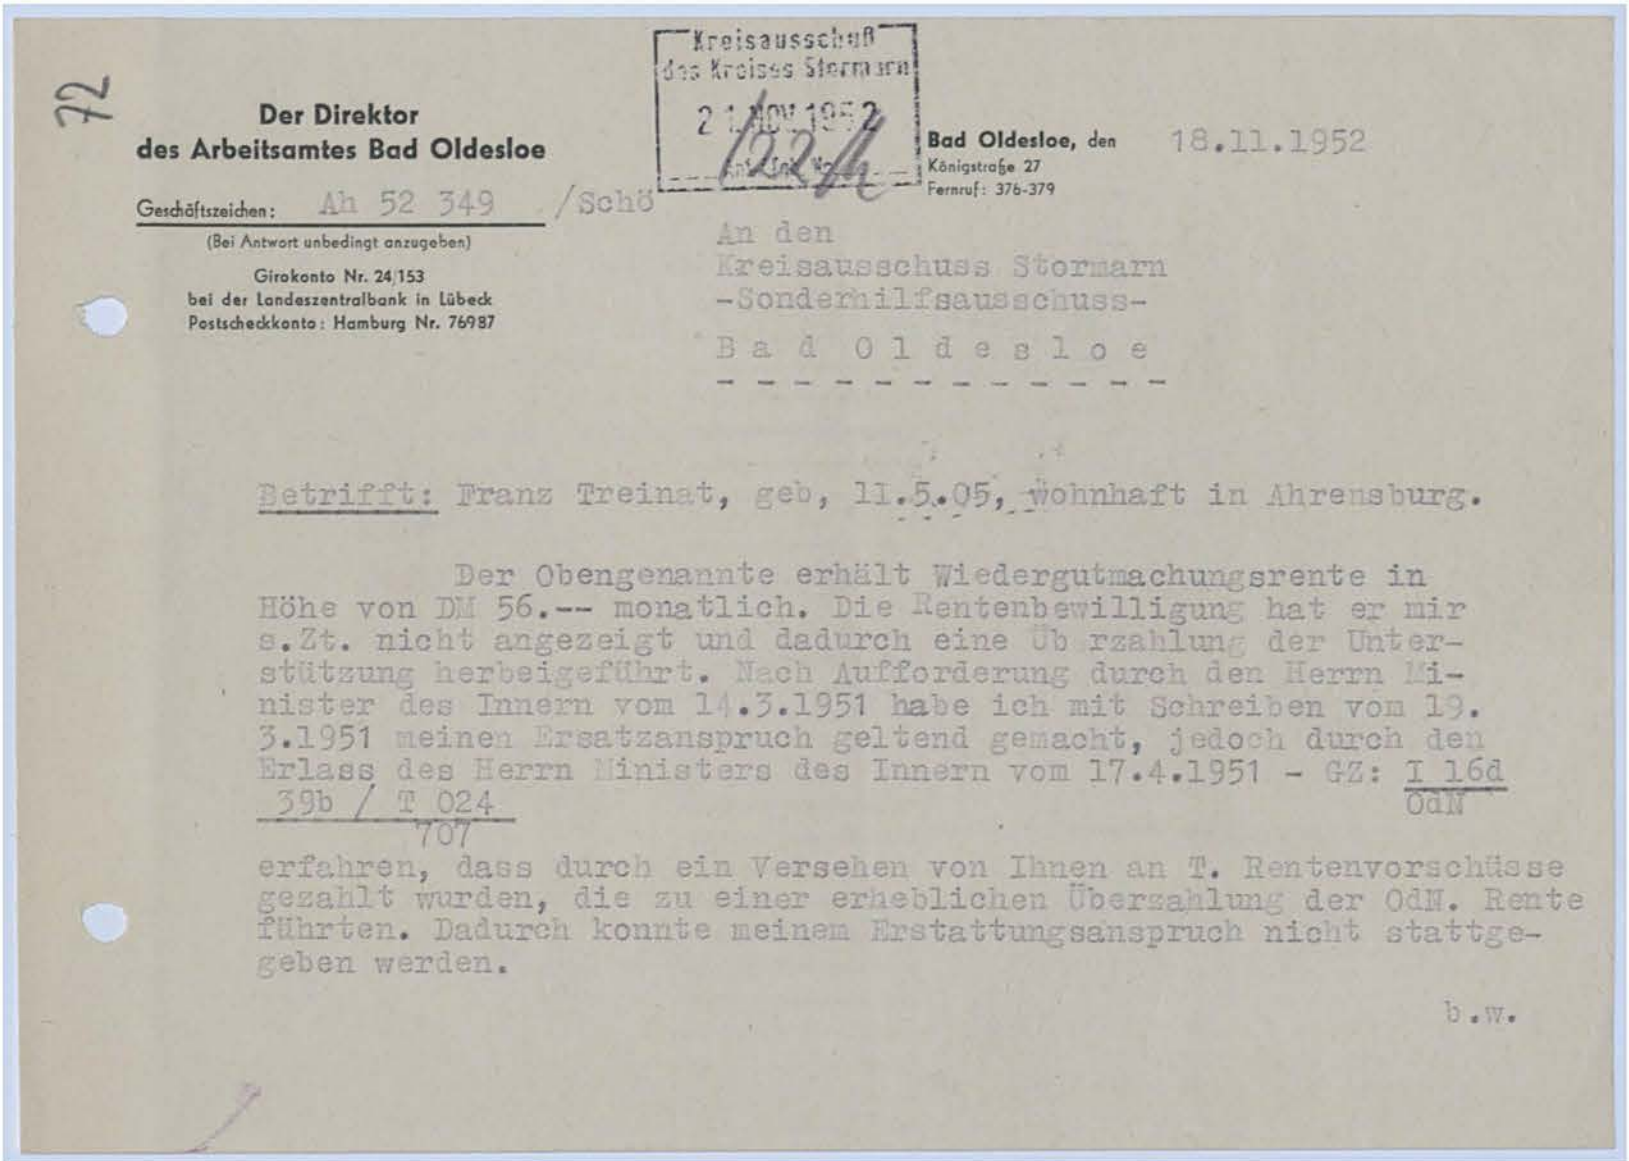 72
Kreisausschuß
des Kreises Stormarn
21. NOV. 1952
Der Direktor
des Arbeitsamtes Bad Oldesloe
Geschäftszeichen: Ah 52 349 /Schö
(Bei Antwort unbedingt anzugeben)
Girokonto Nr. 24/153
bei der Landeszentralbank in Lübeck
Postscheckkonto: Hamburg Nr. 76987
Bad Oldesloe, den 18.11.1952
Königstraße 27
Fernruf: 376-379
An den
Kreisausschuss Stormarn
-Sonderhilfsausschuss-
Bad Oldesloe
Betrifft: Franz Treinat, geb, 11.5.05, wohnhaft in Ahrensburg.
Der Obengenannte erhält Wiedergutmachungsrente in
Höhe von DM 56.-- monatlich. Die Rentenbewilligung hat er mir
s.Zt. nicht angezeigt und dadurch eine Üb rzahlung der Unter-
stützung herbeigeführt. Nach Aufforderung durch den Herrn Mi-
nister des Innern vom 14.3.1951 habe ich mit Schreiben von 19.
3.1951 meinen Ersatzanspruch geltend gemacht, jedoch durch den
Erlass des Herrn Ministers des Innern vom 17.4.1951 - GZ: I 16d
39b / T 024 OdN
707
erfahren, dass durch ein Versehen von Ihnen an T. Rentenvorschüsse
gezahlt wurden, die zu einer erheblichen Überzahlung der OdN. Rente
führten. Dadurch konnte meinem Erstattungsanspruch nicht stattge-
geben werden.
b.w.